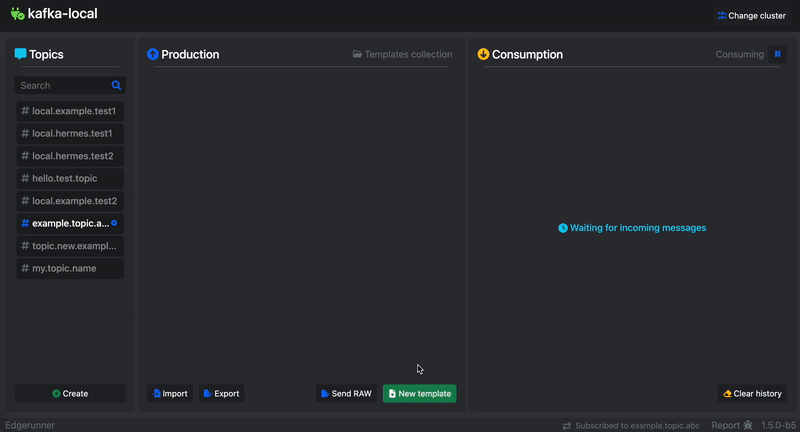 kafka-local
Change cluster
Topics
Search
# local.example.test1
# local.hermes.test1
# local.hermes.test2
# hello.test.topic
# local.example.test2
# example.topic.a...
# topic.new.exampl...
# my.topic.name
Create
Production
Templates collection
Import
Export
Send RAW
New template
Consumption
Consuming
Waiting for incoming messages
Clear history
Edgerunner
Subscribed to example.topic.abc
Report
1.5.0-b5